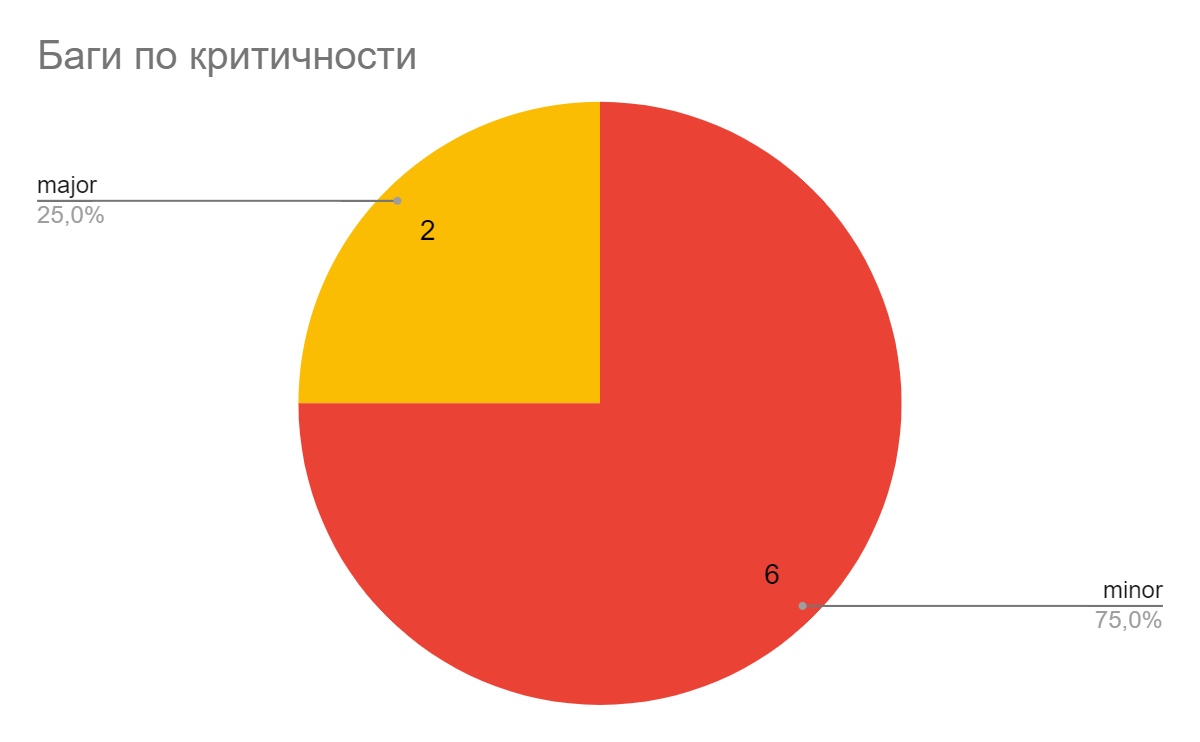 Баги по критичности
major
25,0%
2
6
minor
75,0%